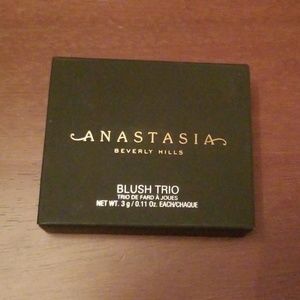 ANASTASIA
BEVERLY HILLS
BLUSH TRIO
TRIO DE FARD À JOUES
NET WT. 3 g / 0.11 Oz. EACH/CHAQUE